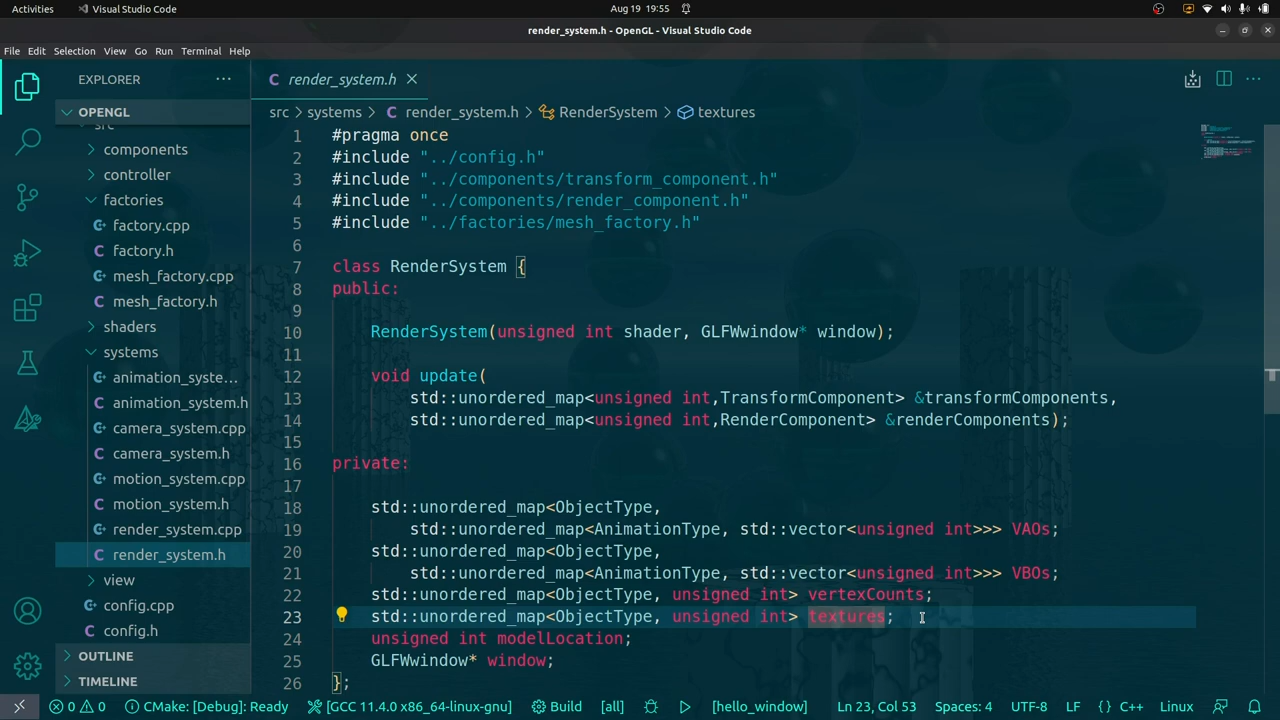 Activities
Visual Studio Code
Aug 19 19:55
render_system.h - OpenGL - Visual Studio Code
File Edit Selection View Go Run Terminal Help
EXPLORER
render_system.h
OPENGL
src
components
controller
factories
factory.cpp
factory.h
mesh_factory.cpp
mesh_factory.h
shaders
systems
animation_syste...
animation_system.h
camera_system.cpp
camera_system.h
motion_system.cpp
motion_system.h
render_system.cpp
render_system.h
view
config.cpp
config.h
OUTLINE
TIMELINE
src > systems > render_system.h > RenderSystem > textures
1 #pragma once
2 #include "../config.h"
3 #include "../components/transform_component.h"
4 #include "../components/render_component.h"
5 #include "../factories/mesh_factory.h"
6
7 class RenderSystem {
8 public:
9
10 RenderSystem(unsigned int shader, GLFWwindow* window);
11
12 void update(
13 std::unordered_map<unsigned int,TransformComponent> &transformComponents,
14 std::unordered_map<unsigned int,RenderComponent> &renderComponents);
15
16 private:
17
18 std::unordered_map<ObjectType,
19 std::unordered_map<AnimationType, std::vector<unsigned int>>> VAOs;
20 std::unordered_map<ObjectType,
21 std::unordered_map<AnimationType, std::vector<unsigned int>>> VBOs;
22 std::unordered_map<ObjectType, unsigned int> vertexCounts;
23 std::unordered_map<ObjectType, unsigned int> textures;
24 unsigned int modelLocation;
25 GLFWwindow* window;
26 };
0 0 CMake: [Debug]: Ready [GCC 11.4.0 x86_64-linux-gnu] Build [all] [hello_window] Ln 23, Col 53 Spaces: 4 UTF-8 LF {} C++ Linux